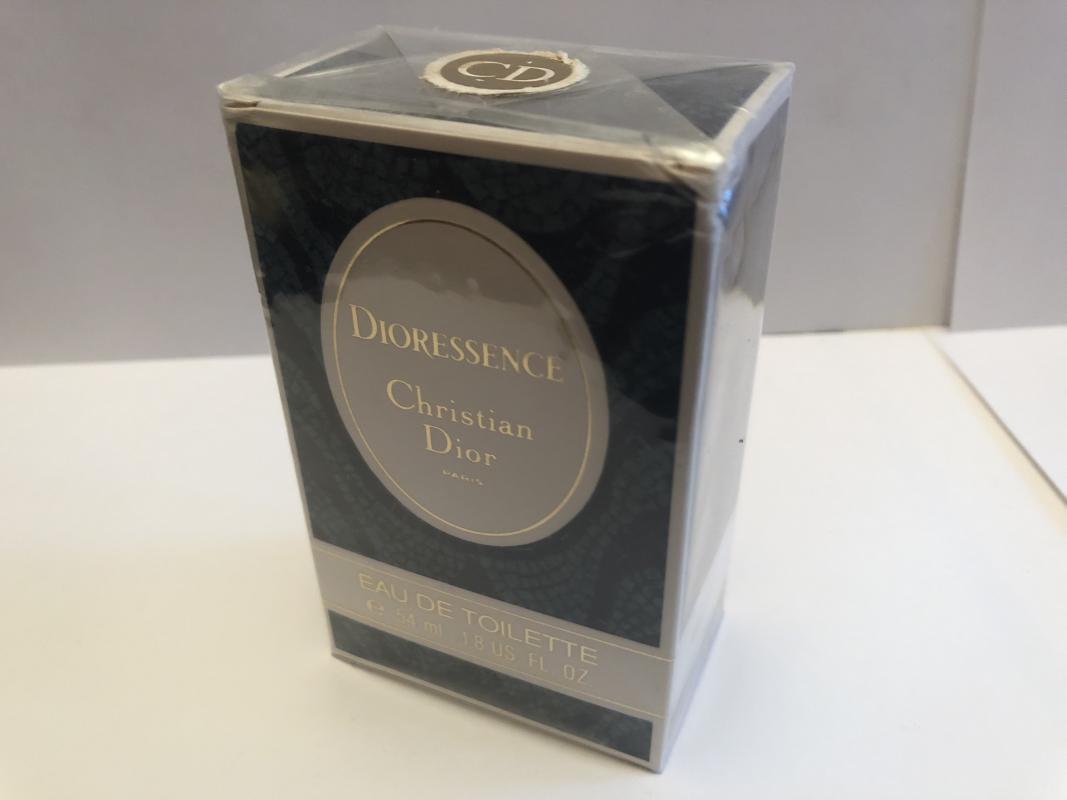 CD
DIORESSENCE
Christian
Dior
PARIS
EAU DE TOILETTE
e 54 ml 1.8 US. FL. OZ